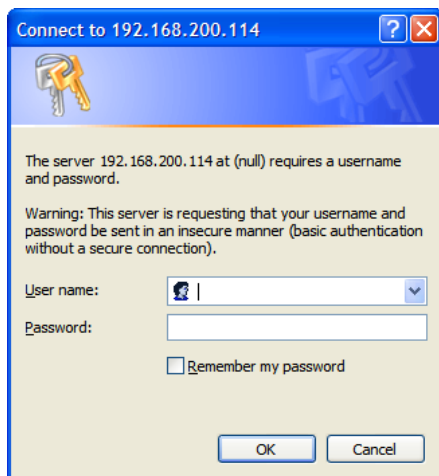 Connect to 192.168.200.114
The server 192.168.200.114 at (null) requires a username
and password.
Warning: This server is requesting that your username and
password be sent in an insecure manner (basic authentication
without a secure connection).
User name:
Password:
Remember my password
OK Cancel